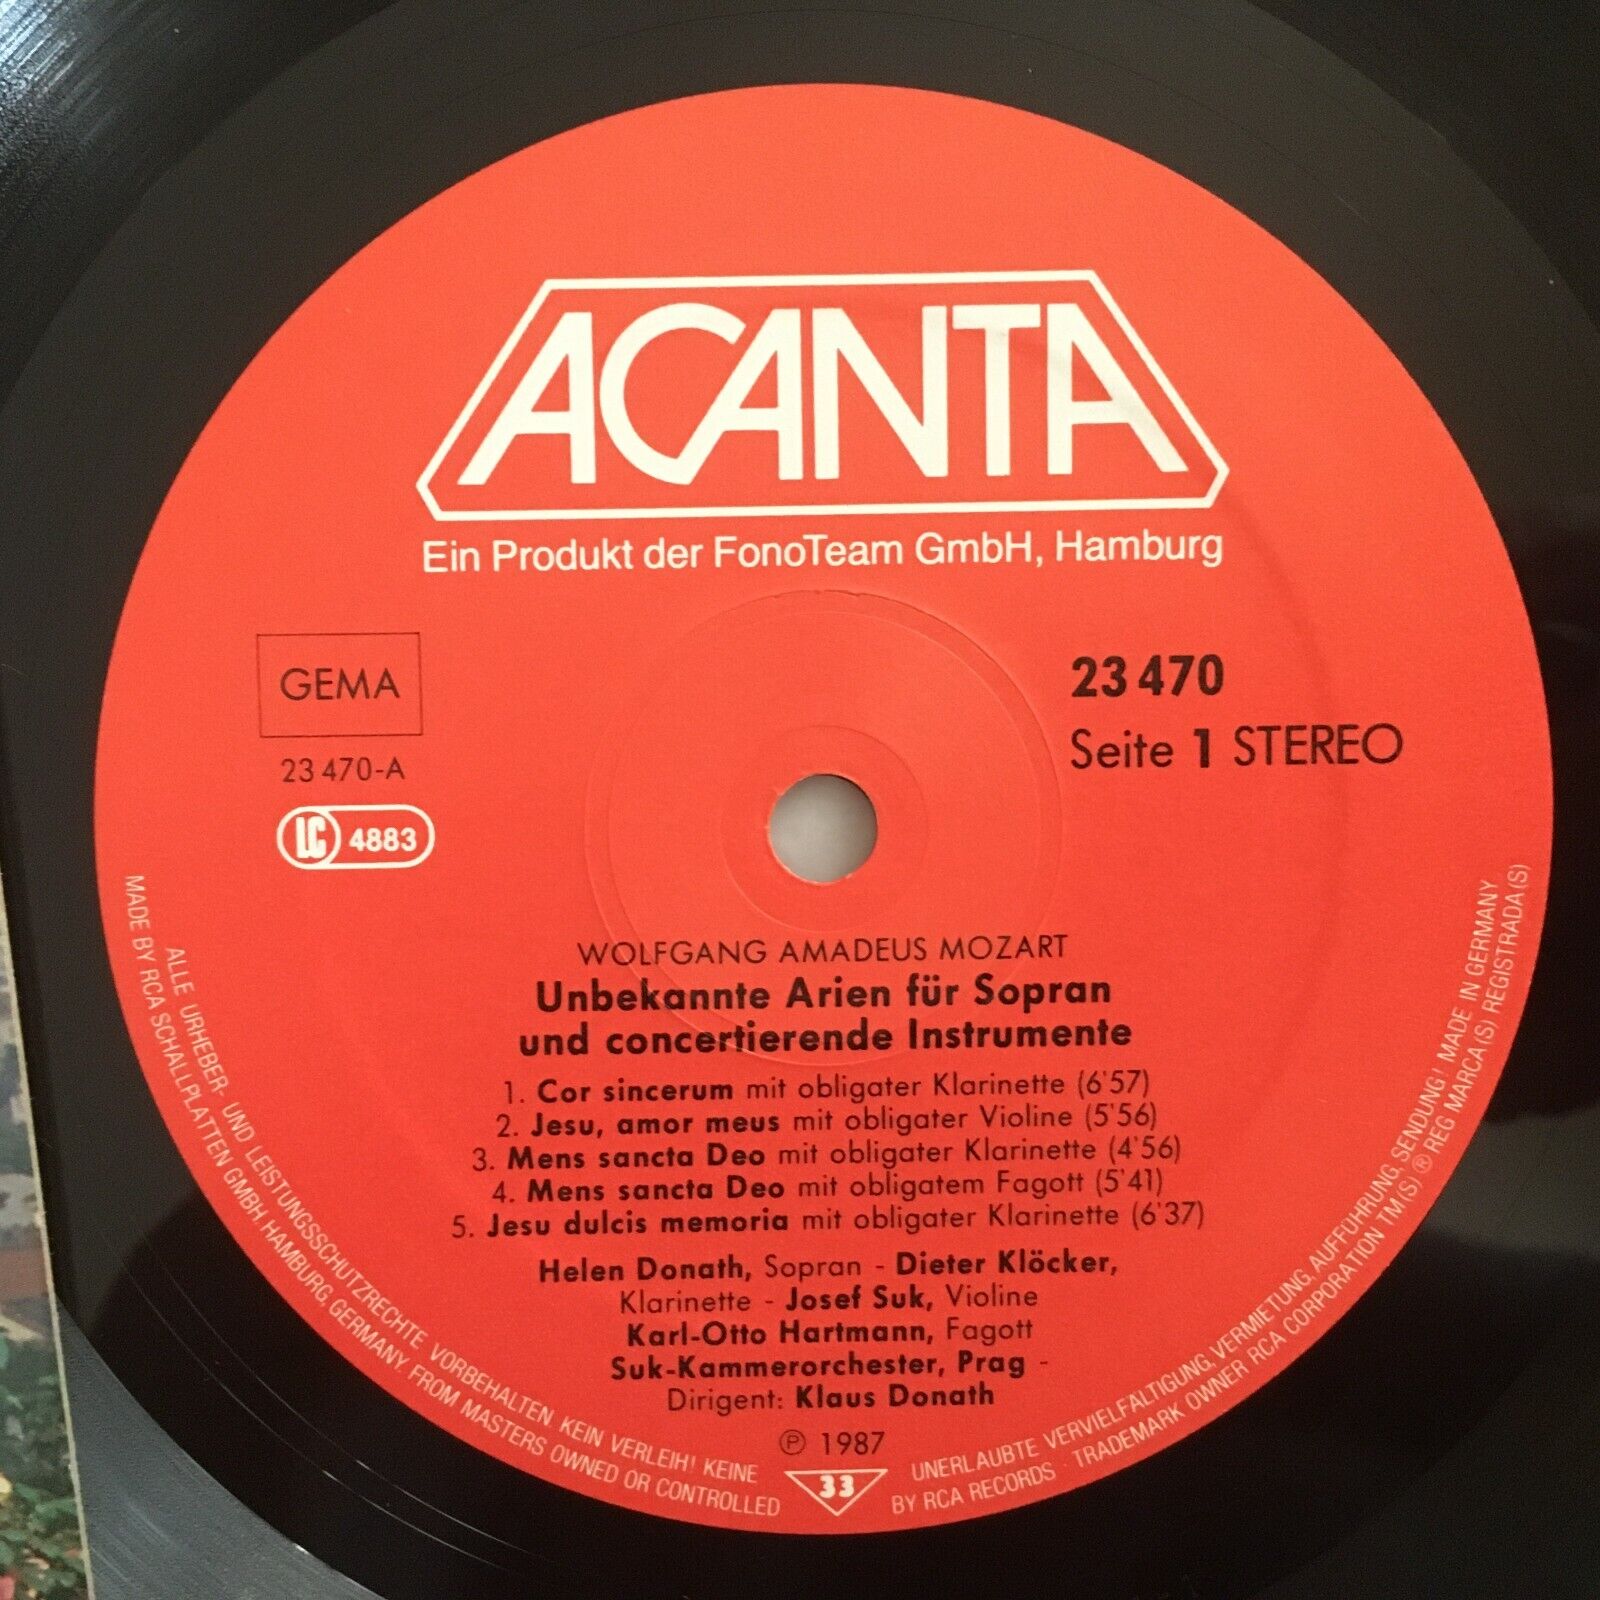 ACANTA
Ein Produkt der FonoTeam GmbH, Hamburg
GEMA
23 470-A
LC 4883
23 470
Seite 1 STEREO
WOLFGANG AMADEUS MOZART
Unbekannte Arien für Sopran
und concertierende Instrumente
1. Cor sincerum mit obligater Klarinette (6'57)
2. Jesu, amor meus mit obligater Violine (5'56)
3. Mens sancta Deo mit obligater Klarinette (4'56)
4. Mens sancta Deo mit obligatem Fagott (5'41)
5. Jesu dulcis memoria mit obligater Klarinette (6'37)
Helen Donath, Sopran - Dieter Klöcker,
Klarinette - Josef Suk, Violine
Karl-Otto Hartmann, Fagott
Suk-Kammerorchester, Prag -
Dirigent: Klaus Donath
℗ 1987
33
ALLE URHEBER- UND LEISTUNGSSCHUTZRECHTE VORBEHALTEN KEIN VERLEIH! KEINE UNERLAUBTE VERVIELFÄLTIGUNG, VERMIETUNG, AUFFÜHRUNG, SENDUNG! MADE IN GERMANY
MADE BY RCA SCHALLPLATTEN GMBH HAMBURG, GERMANY. FROM MASTERS OWNED OR CONTROLLED BY RCA RECORDS · TRADEMARK OWNER RCA CORPORATION TM(S) ® REG MARCA(S) REGISTRADA(S)